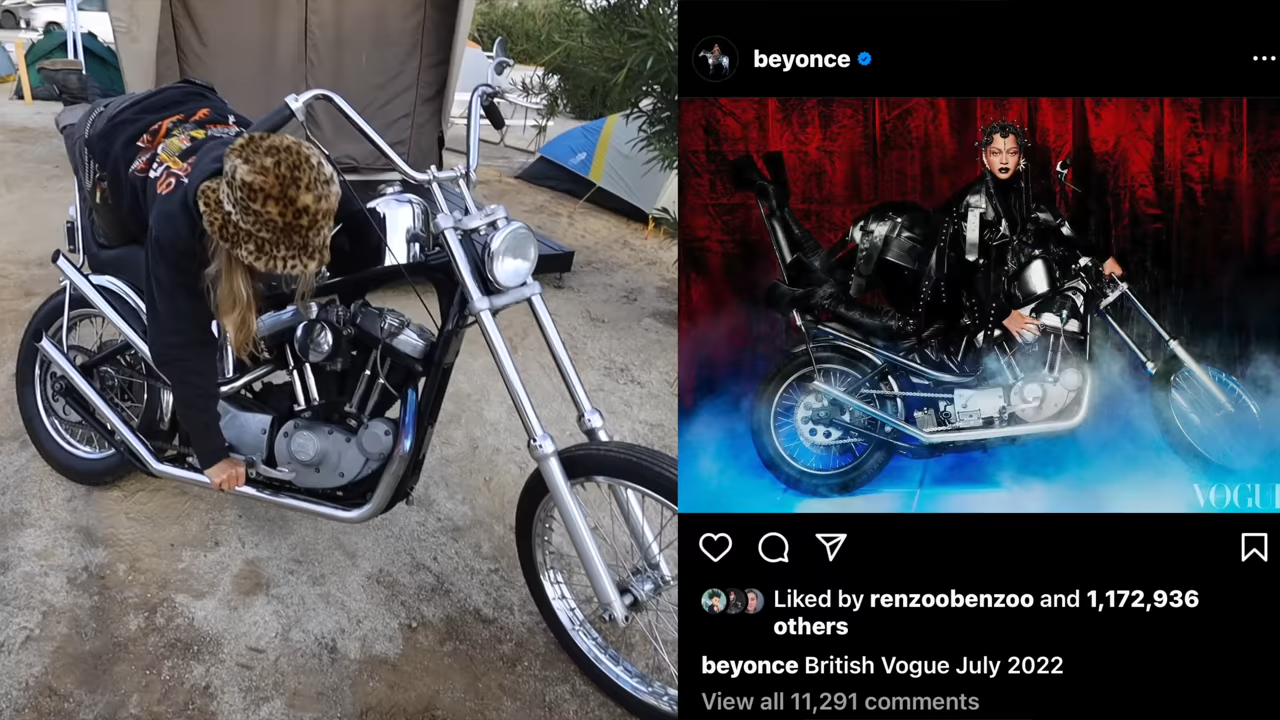 beyonce
VOGU
Liked by renzoobenzoo and 1,172,936
others
beyonce British Vogue July 2022
View all 11,291 comments